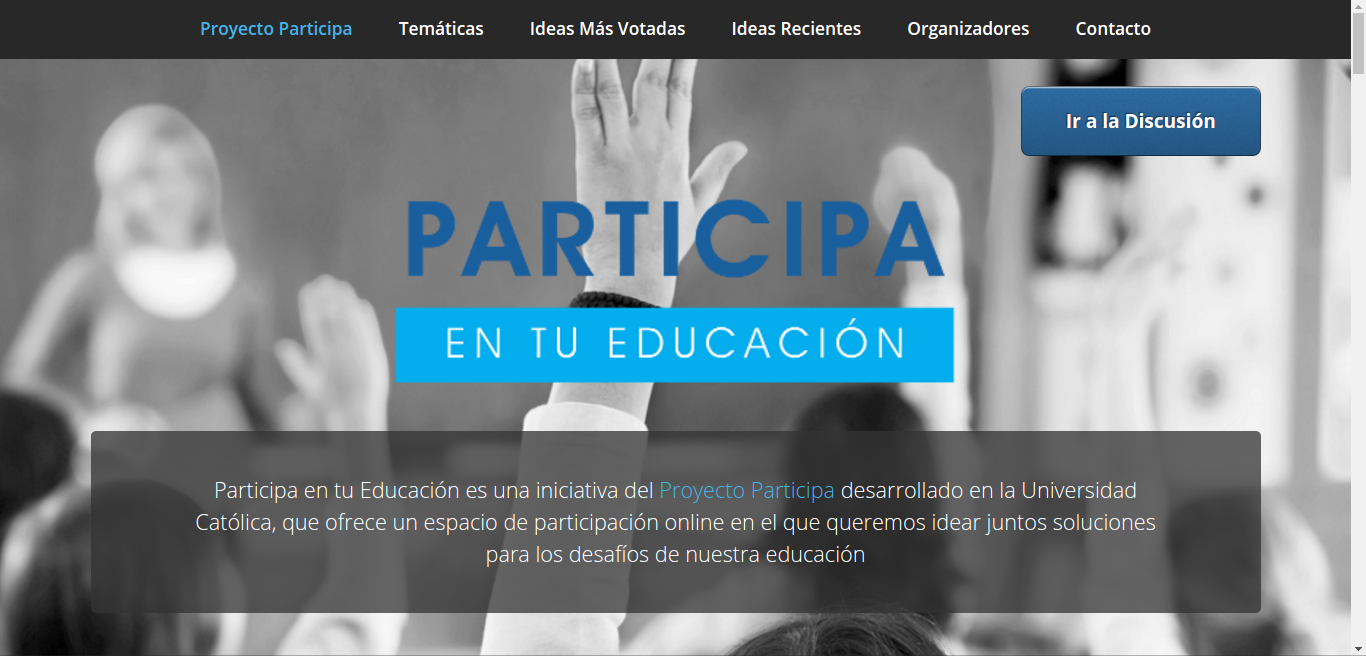 Proyecto Participa Temáticas Ideas Más Votadas Ideas Recientes Organizadores Contacto
Ir a la Discusión
PARTICIPA
EN TU EDUCACIÓN
Participa en tu Educación es una iniciativa del Proyecto Participa desarrollado en la Universidad
Católica, que ofrece un espacio de participación online en el que queremos idear juntos soluciones
para los desafíos de nuestra educación